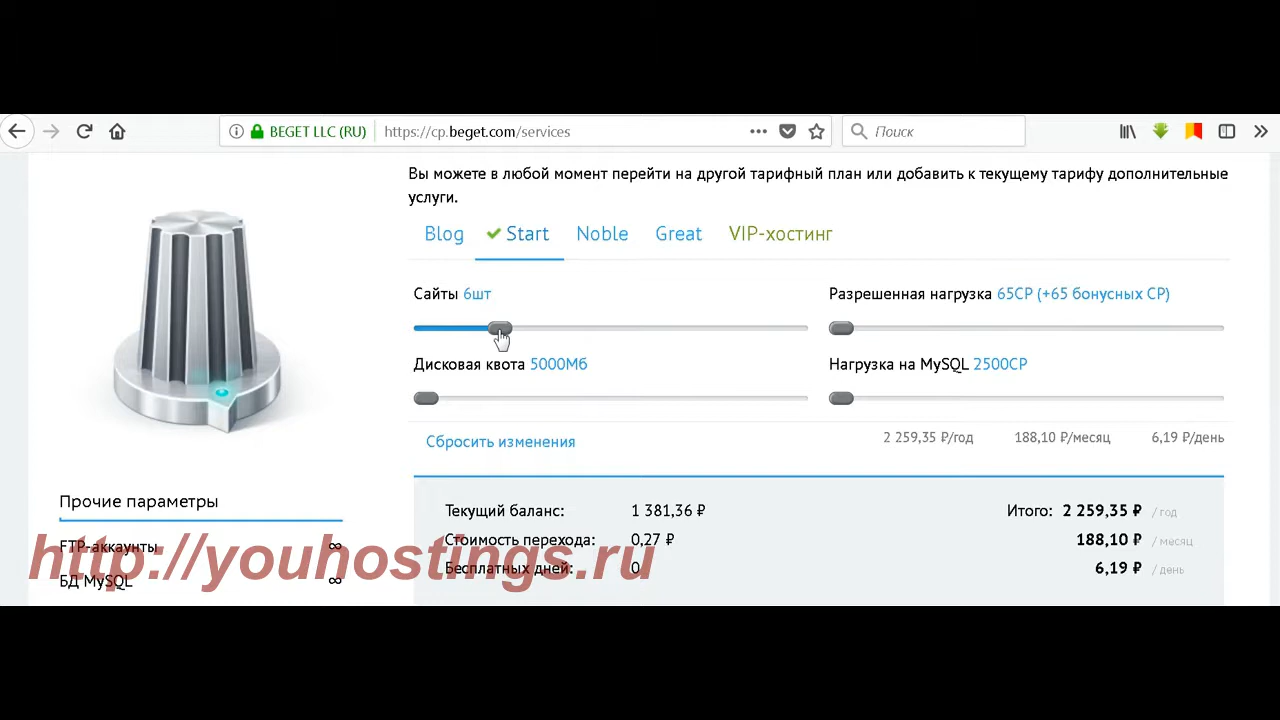 BEGET LLC (RU)
https://cp.beget.com/services
Поиск
Вы можете в любой момент перейти на другой тарифный план или добавить к текущему тарифу дополнительные
услуги.
Blog
Start
Noble
Great
VIP-хостинг
Сайты 6шт
Разрешенная нагрузка 65CP (+65 бонусных CP)
Дисковая квота 5000Мб
Нагрузка на MySQL 2500CP
Сбросить изменения
2 259,35 ₽/год
188,10 ₽/месяц
6,19 ₽/день
Прочие параметры
FTP-аккаунты ∞
БД MySQL ∞
Текущий баланс: 1 381,36 ₽
Стоимость перехода: 0,27 ₽
Бесплатных дней: 0
Итого: 2 259,35 ₽ / год
188,10 ₽ / месяц
6,19 ₽ / день
http://youhostings.ru